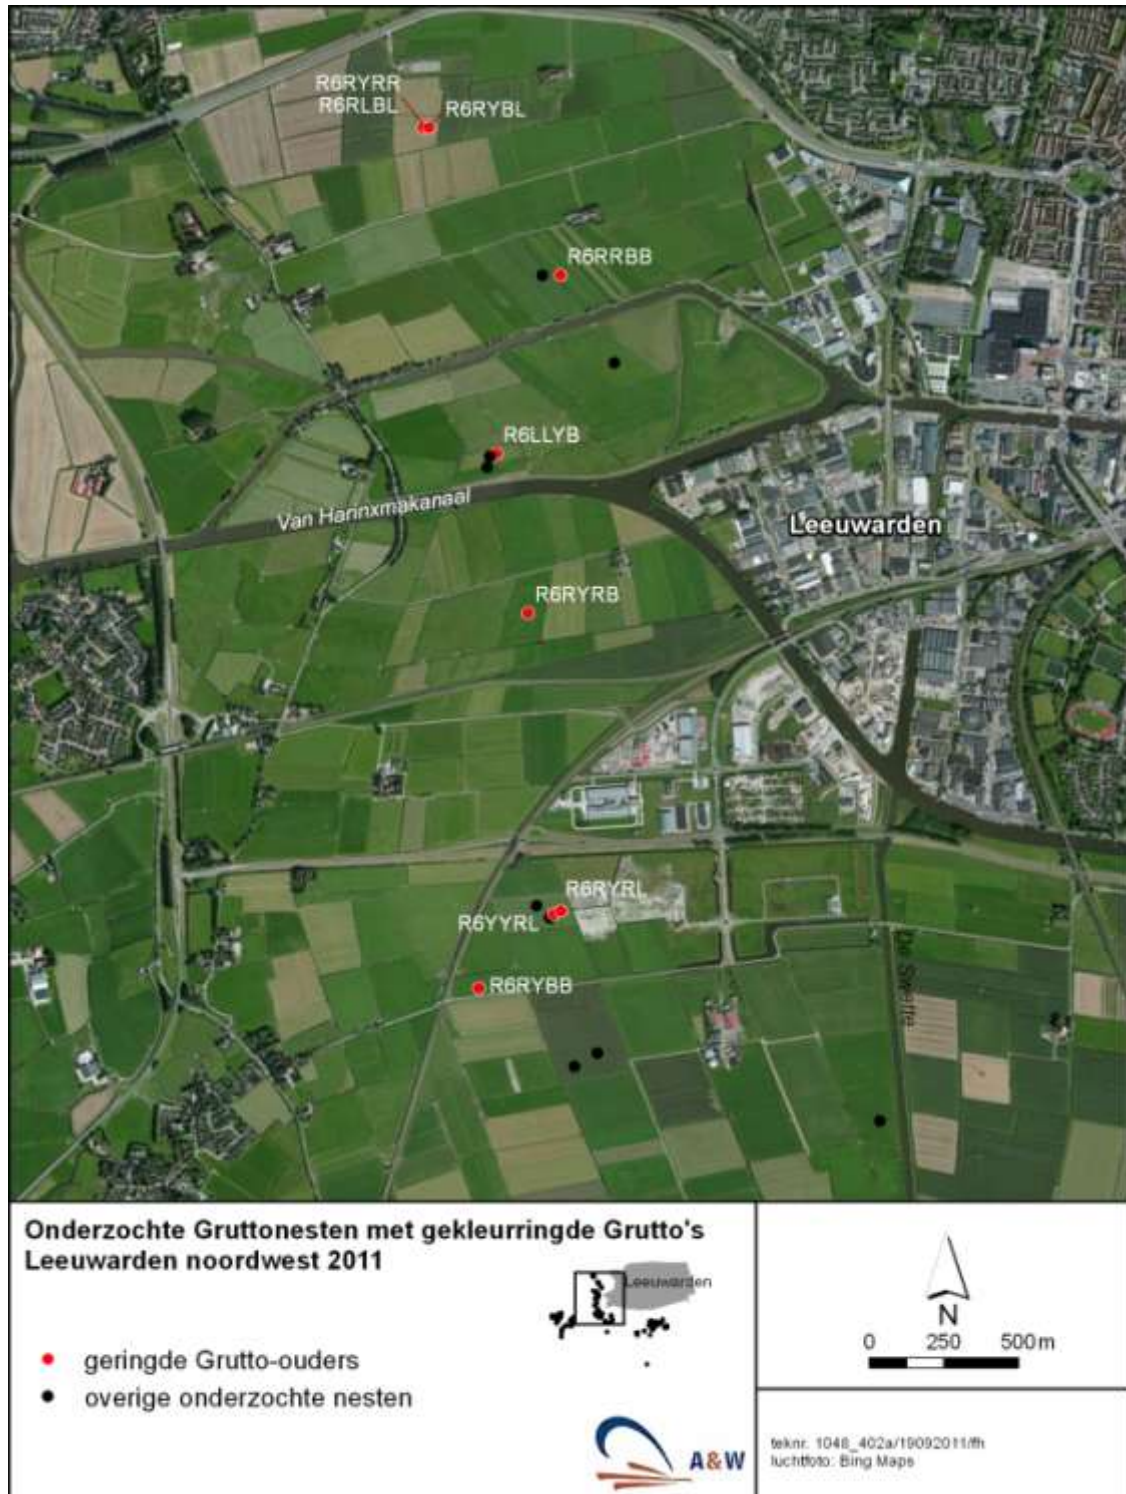 R6RYRR
R6RLBL
R6RYBL
R6RRBB
R6LLYB
Van Harinxmakanaal
Leeuwarden
R6RYRB
R6RYRL
R6YYRL
R6RYBB
De Swette
Onderzochte Gruttonesten met gekleurringde Grutto's
Leeuwarden noordwest 2011
Leeuwarden
geringde Grutto-ouders
overige onderzochte nesten
A&W
N
0 250 500m
teknr. 1048_402a/19092011/fh
luchtfoto: Bing Maps